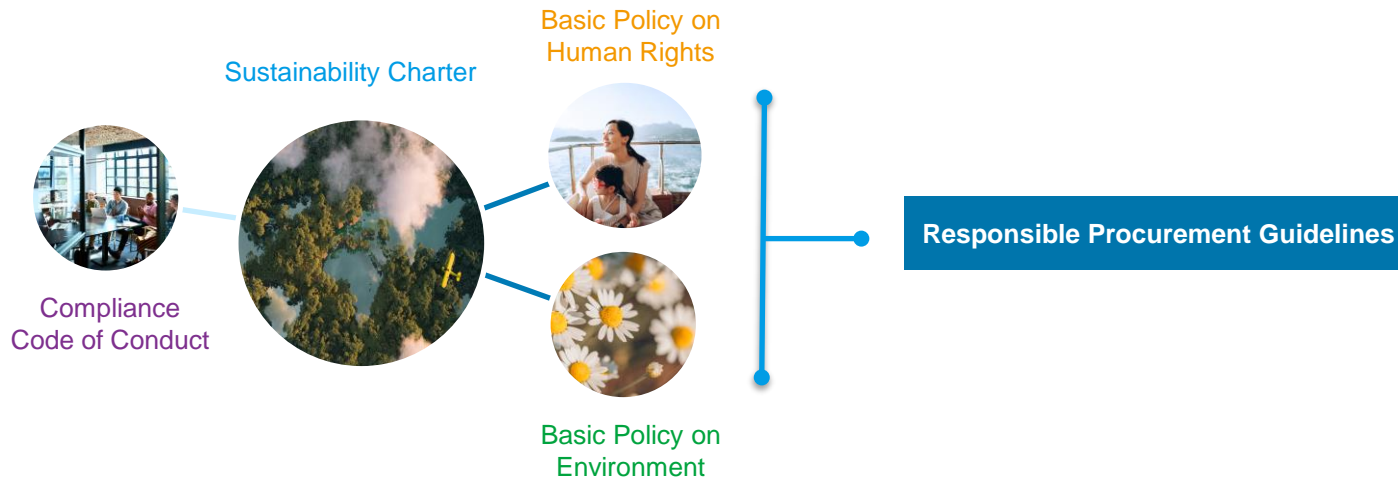 Basic Policy on
Human Rights
Sustainability Charter
Compliance
Code of Conduct
Responsible Procurement Guidelines
Basic Policy on
Environment